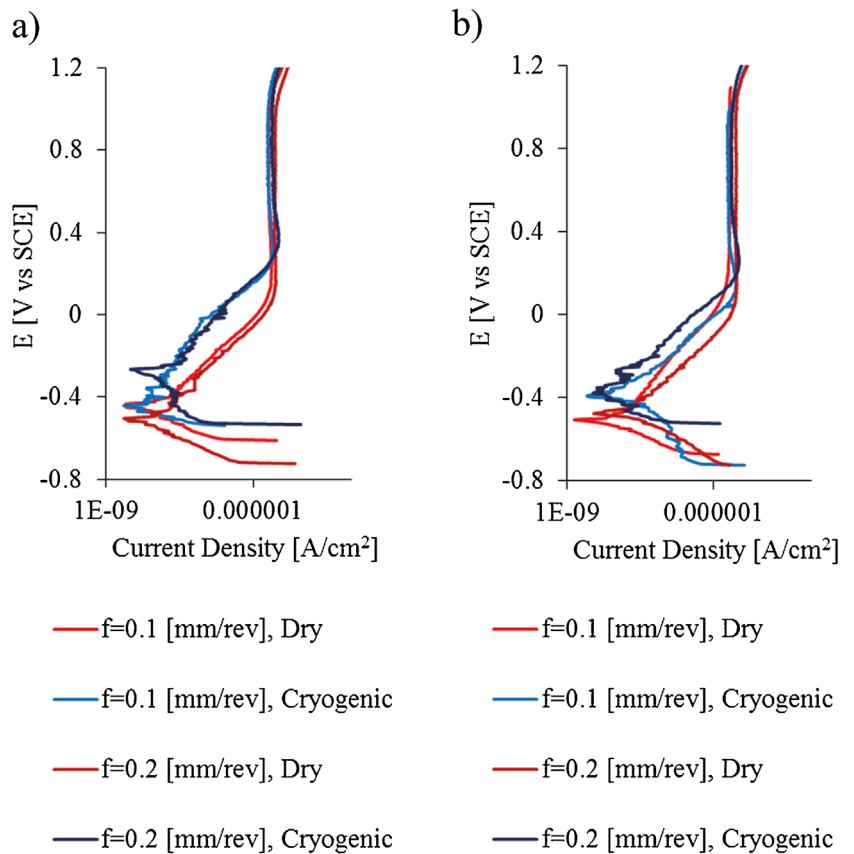 a)
1.2
0.8
0.4
0
-0.4
-0.8
E [V vs SCE]
1E-09 0.000001
Current Density [A/cm²]
f=0.1 [mm/rev], Dry
f=0.1 [mm/rev], Cryogenic
f=0.2 [mm/rev], Dry
f=0.2 [mm/rev], Cryogenic
b)
1.2
0.8
0.4
0
-0.4
-0.8
E [V vs SCE]
1E-09 0.000001
Current Density [A/cm²]
f=0.1 [mm/rev], Dry
f=0.1 [mm/rev], Cryogenic
f=0.2 [mm/rev], Dry
f=0.2 [mm/rev], Cryogenic